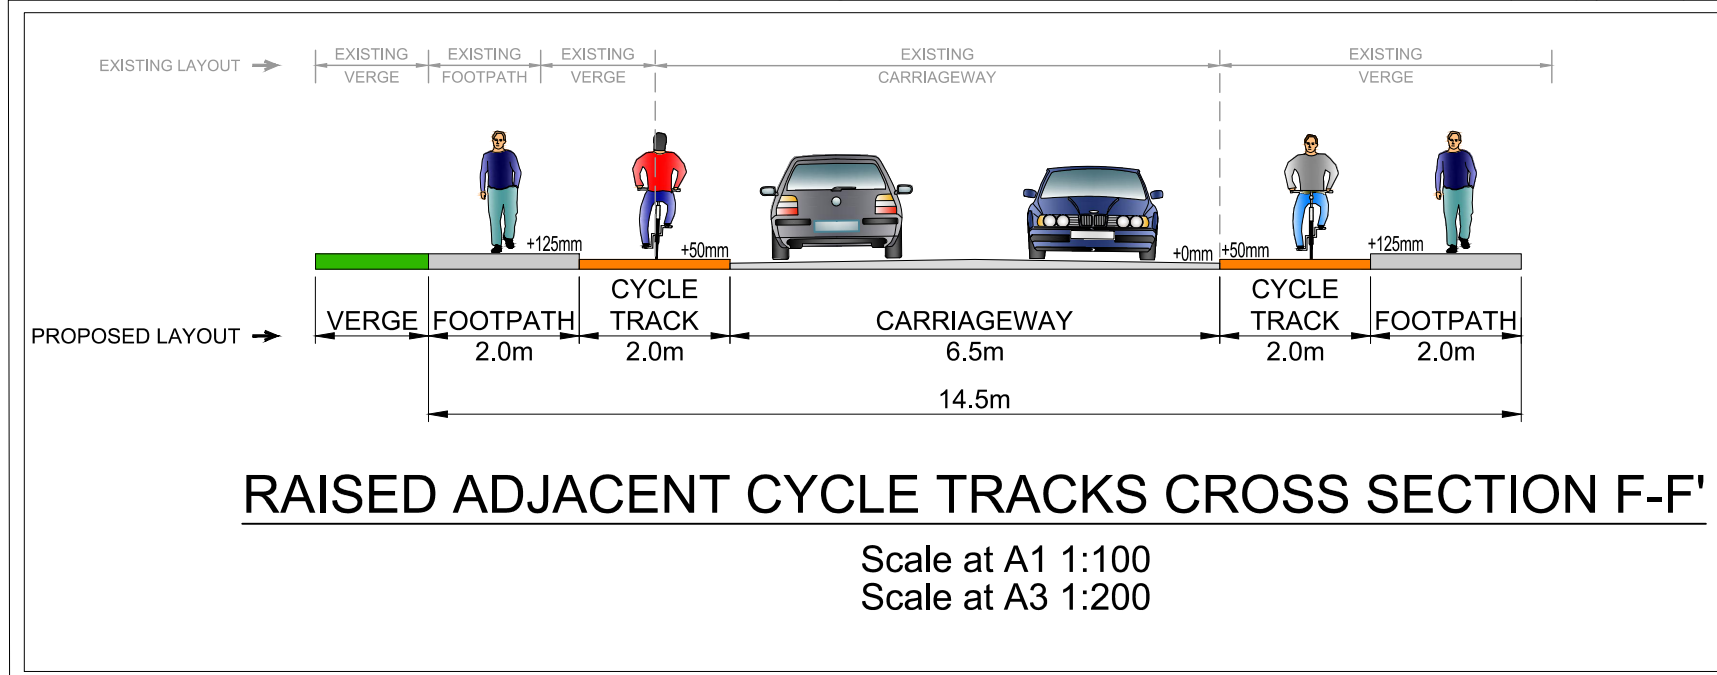 EXISTING LAYOUT
EXISTING VERGE
EXISTING FOOTPATH
EXISTING VERGE
EXISTING CARRIAGEWAY
EXISTING VERGE
+125mm
+50mm
+0mm
+50mm
+125mm
PROPOSED LAYOUT
VERGE
FOOTPATH
2.0m
CYCLE
TRACK
2.0m
CARRIAGEWAY
6.5m
CYCLE
TRACK
2.0m
FOOTPATH
2.0m
14.5m
RAISED ADJACENT CYCLE TRACKS CROSS SECTION F-F'
Scale at A1 1:100
Scale at A3 1:200